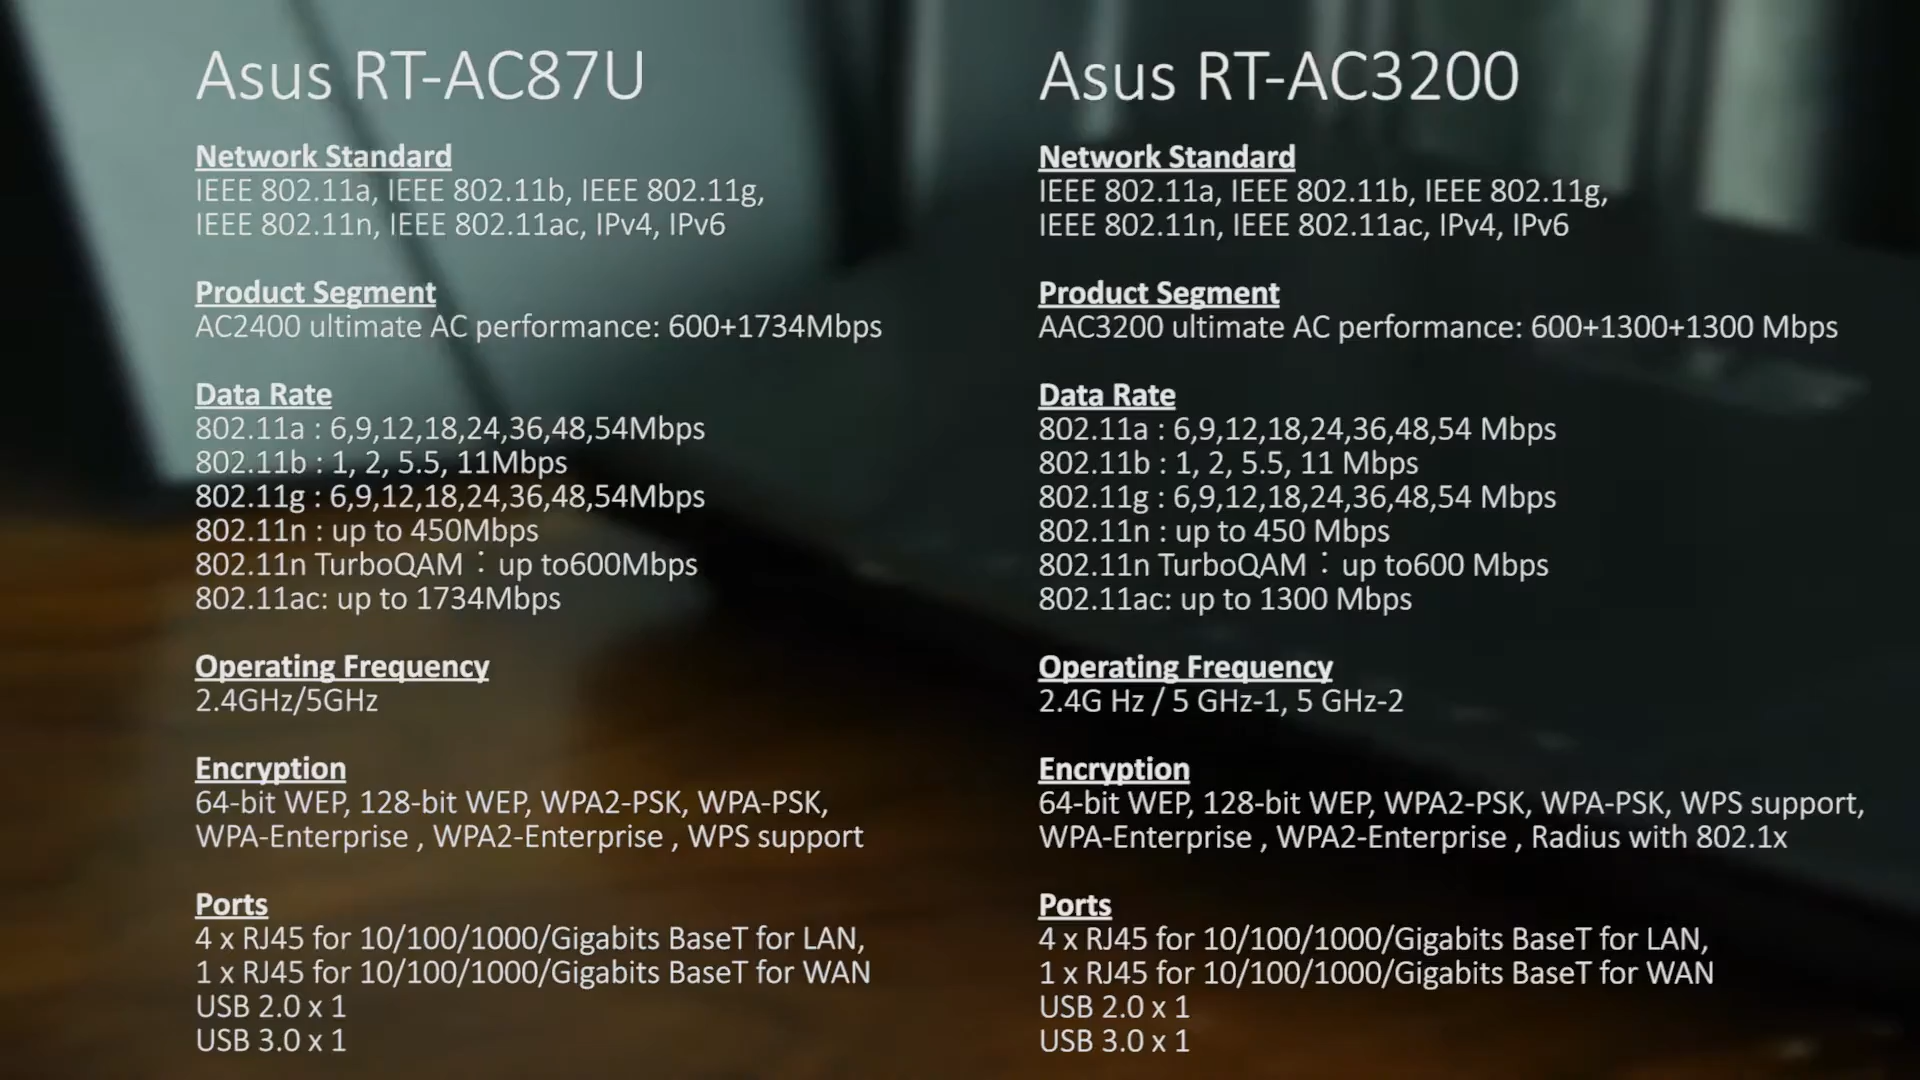 Asus RT-AC87U
Network Standard
IEEE 802.11a, IEEE 802.11b, IEEE 802.11g,
IEEE 802.11n, IEEE 802.11ac, IPv4, IPv6
Product Segment
AC2400 ultimate AC performance: 600+1734Mbps
Data Rate
802.11a : 6,9,12,18,24,36,48,54Mbps
802.11b : 1, 2, 5.5, 11Mbps
802.11g : 6,9,12,18,24,36,48,54Mbps
802.11n : up to 450Mbps
802.11n TurboQAM：up to600Mbps
802.11ac: up to 1734Mbps
Operating Frequency
2.4GHz/5GHz
Encryption
64-bit WEP, 128-bit WEP, WPA2-PSK, WPA-PSK,
WPA-Enterprise , WPA2-Enterprise , WPS support
Ports
4 x RJ45 for 10/100/1000/Gigabits BaseT for LAN,
1 x RJ45 for 10/100/1000/Gigabits BaseT for WAN
USB 2.0 x 1
USB 3.0 x 1
Asus RT-AC3200
Network Standard
IEEE 802.11a, IEEE 802.11b, IEEE 802.11g,
IEEE 802.11n, IEEE 802.11ac, IPv4, IPv6
Product Segment
AAC3200 ultimate AC performance: 600+1300+1300 Mbps
Data Rate
802.11a : 6,9,12,18,24,36,48,54 Mbps
802.11b : 1, 2, 5.5, 11 Mbps
802.11g : 6,9,12,18,24,36,48,54 Mbps
802.11n : up to 450 Mbps
802.11n TurboQAM：up to600 Mbps
802.11ac: up to 1300 Mbps
Operating Frequency
2.4G Hz / 5 GHz-1, 5 GHz-2
Encryption
64-bit WEP, 128-bit WEP, WPA2-PSK, WPA-PSK, WPS support,
WPA-Enterprise , WPA2-Enterprise , Radius with 802.1x
Ports
4 x RJ45 for 10/100/1000/Gigabits BaseT for LAN,
1 x RJ45 for 10/100/1000/Gigabits BaseT for WAN
USB 2.0 x 1
USB 3.0 x 1